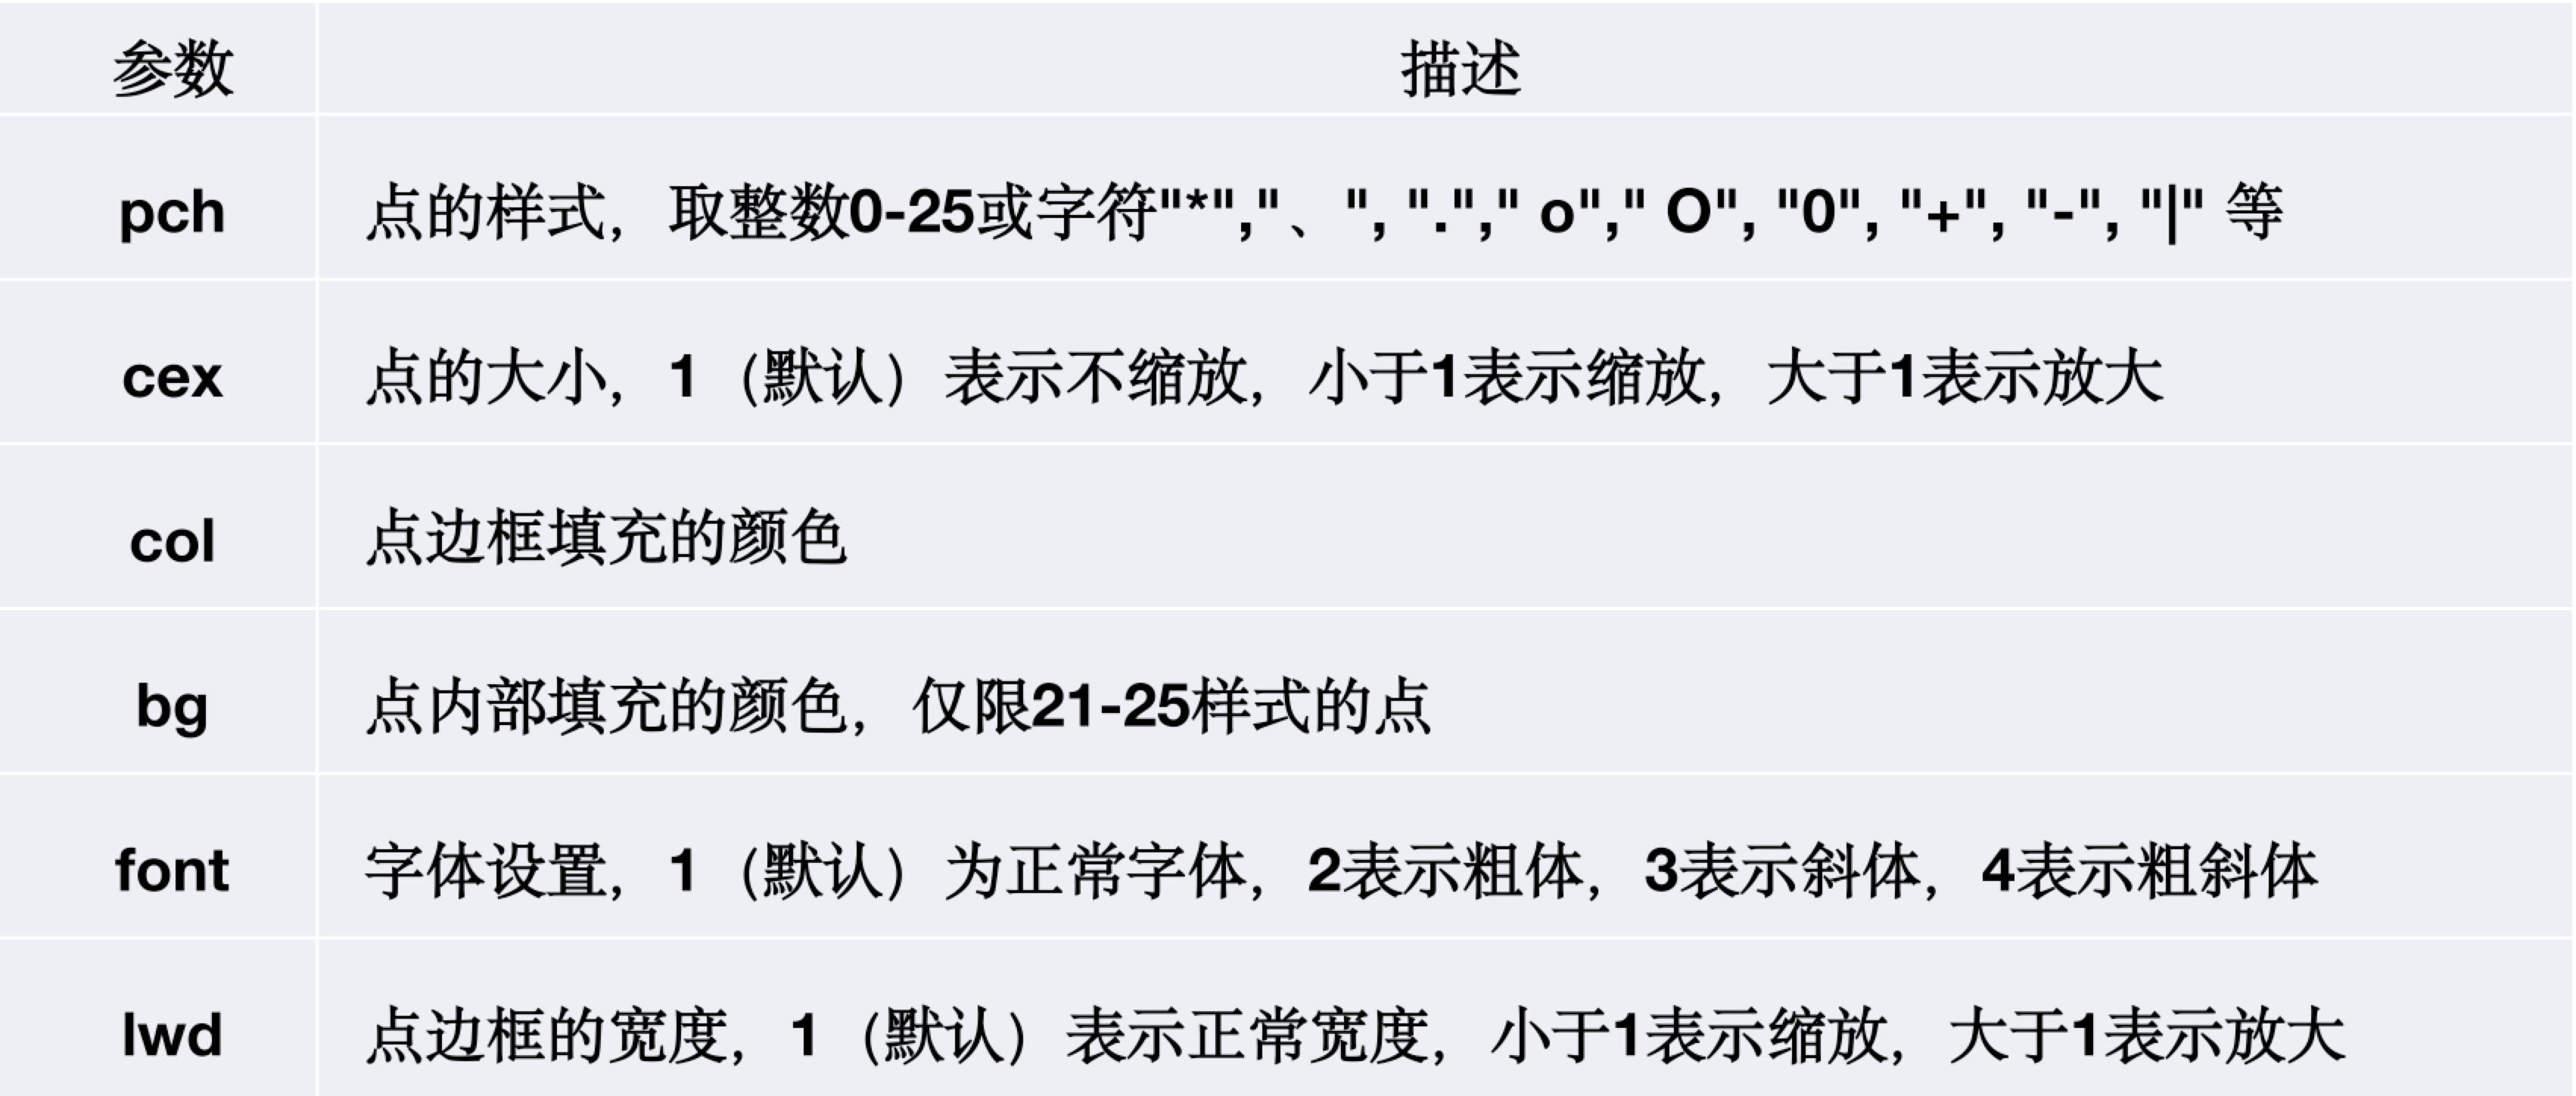 参数 描述
pch 点的样式，取整数0-25或字符"*","、", ".","o","O", "0", "+", "-", "|" 等
cex 点的大小，1（默认）表示不缩放，小于1表示缩放，大于1表示放大
col 点边框填充的颜色
bg 点内部填充的颜色，仅限21-25样式的点
font 字体设置，1（默认）为正常字体，2表示粗体，3表示斜体，4表示粗斜体
lwd 点边框的宽度，1（默认）表示正常宽度，小于1表示缩放，大于1表示放大